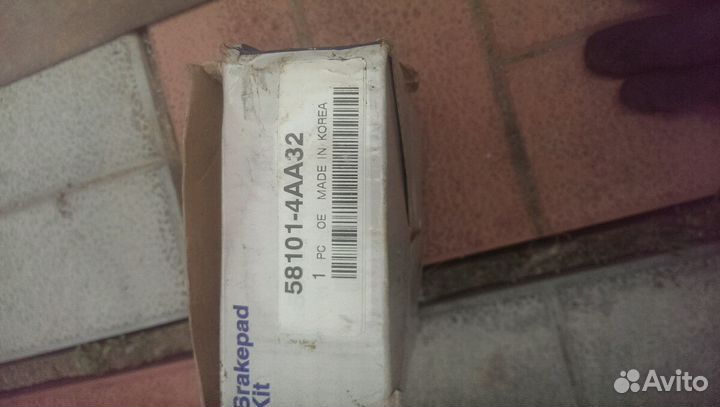 58101-4AA32
1 PC OE MADE IN KOREA
Brakepad
Kit
Avito